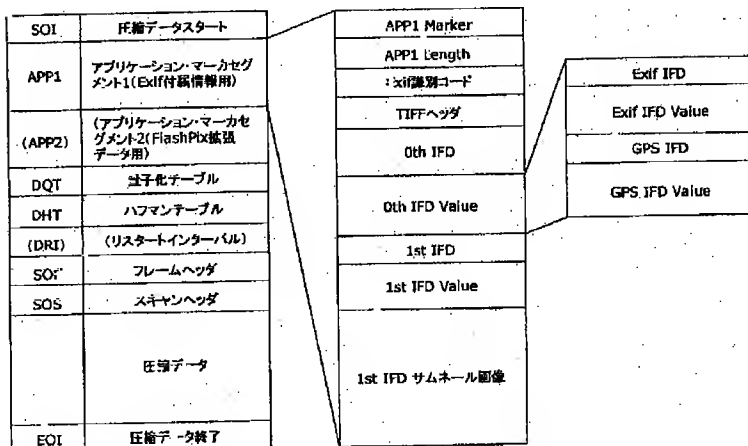 SOI 圧縮データスタート
APP1 アプリケーション・マーカセグ
メント1(Exif付属情報用)
(APP2) (アプリケーション・マーカセ
グメント2(FlashPix拡張
データ用)
DQT 量子化テーブル
DHT ハフマンテーブル
(DRI) (リスタートインターバル)
SOF フレームヘッダ
SOS スキャンヘッダ
圧縮データ
EOI 圧縮データ終了
APP1 Marker
APP1 Length
Exif識別コード
TIFFヘッダ
0th IFD
0th IFD Value
1st IFD
1st IFD Value
1st IFD サムネール画像
Exif IFD
Exif IFD Value
GPS IFD
GPS IFD Value